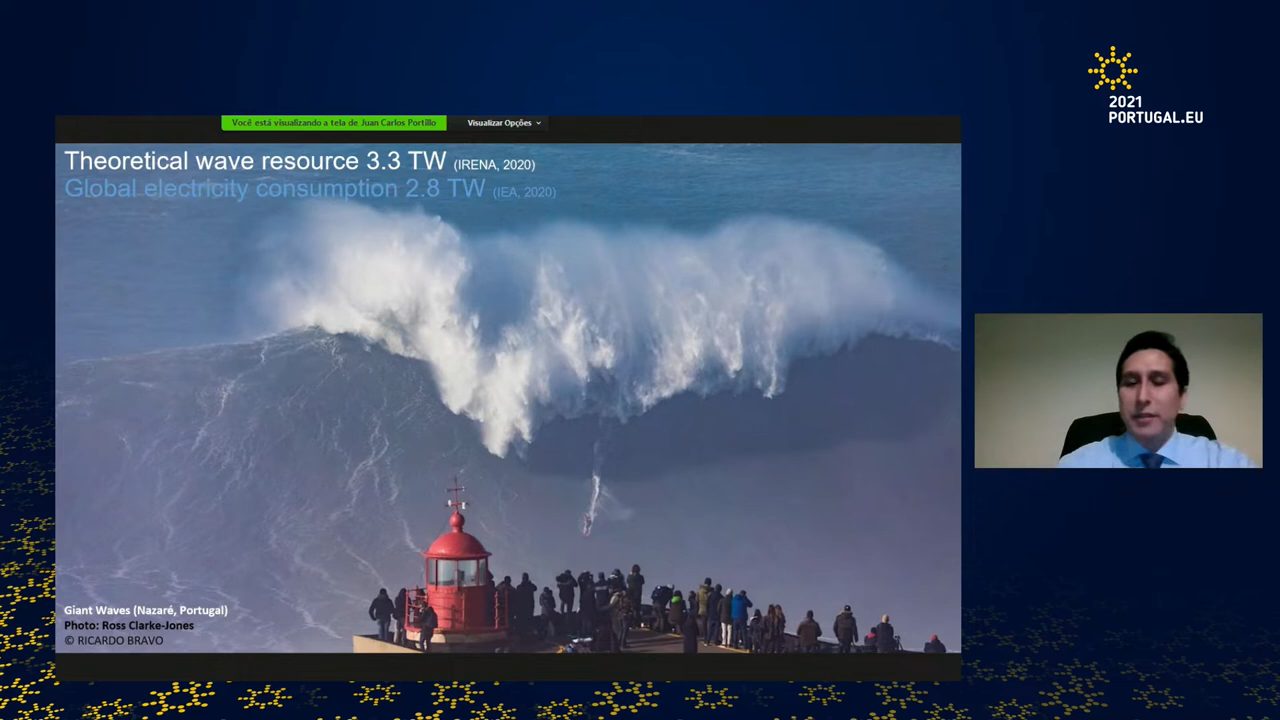 2021
PORTUGAL.EU
Você está visualizando a tela de Juan Carlos Portillo
Visualizar Opções
Theoretical wave resource 3.3 TW (IRENA, 2020)
Global electricity consumption 2.8 TW (IEA, 2020)
Giant Waves (Nazaré, Portugal)
Photo: Ross Clarke-Jones
© RICARDO BRAVO